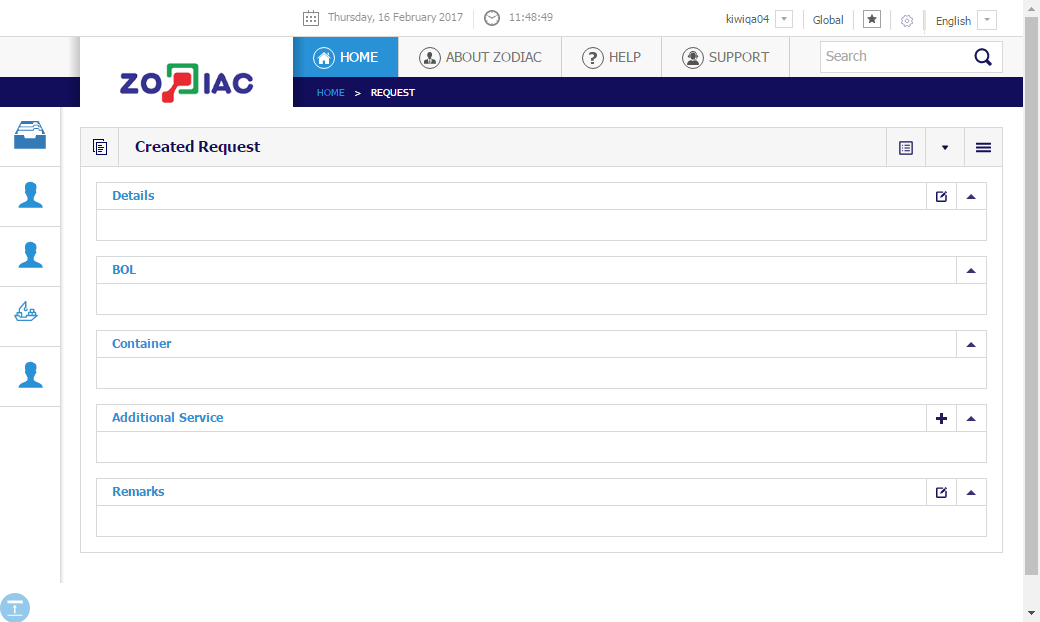 Thursday, 16 February 2017 11:48:49 kiwiqa04 Global English
ZODIAC HOME ABOUT ZODIAC ? HELP SUPPORT Search
HOME > REQUEST
Created Request
Details
BOL
Container
Additional Service
Remarks